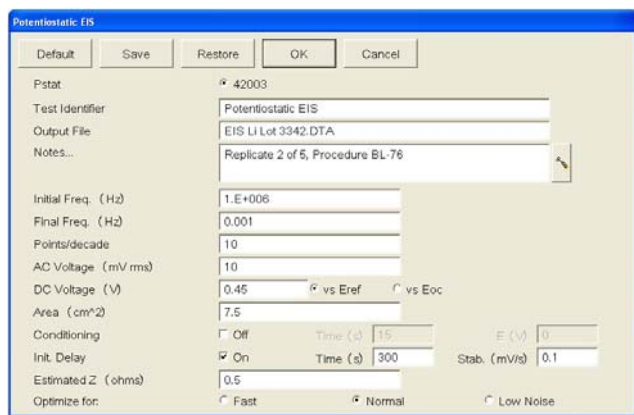 Potentiostatic EIS
Default Save Restore OK Cancel
Pstat 42003
Test Identifier Potentiostatic EIS
Output File EIS Li Lot 3342.DTA
Notes... Replicate 2 of 5, Procedure BL-76
Initial Freq. (Hz) 1.E+006
Final Freq. (Hz) 0.001
Points/decade 10
AC Voltage (mV rms) 10
DC Voltage (V) 0.45 vs Eref vs Eoc
Area (cm^2) 7.5
Conditioning Off Time (s) 15 E (V) 0
Init. Delay On Time (s) 300 Stab. (mV/s) 0.1
Estimated Z (ohms) 0.5
Optimize for: Fast Normal Low Noise